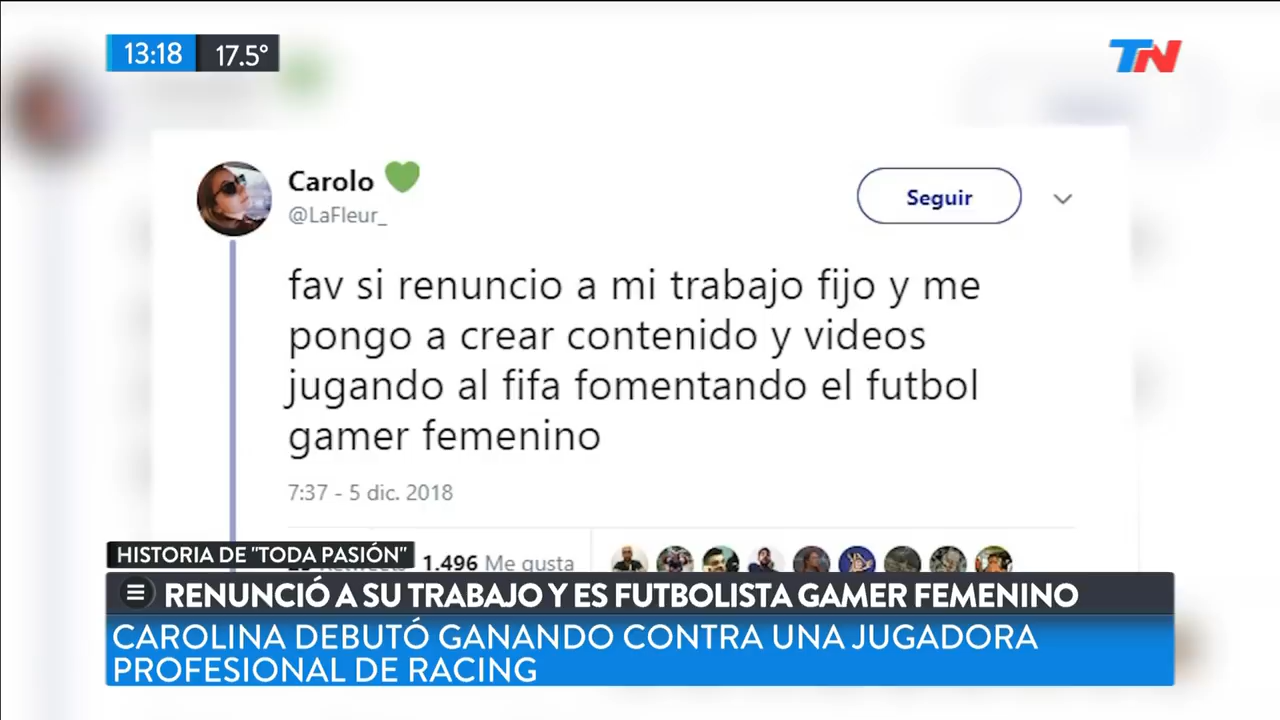 13:18 17.5°
TN
Carolo
@LaFleur_
Seguir
fav si renuncio a mi trabajo fijo y me
pongo a crear contenido y videos
jugando al fifa fomentando el futbol
gamer femenino
7:37 - 5 dic. 2018
1.496 Me gusta
HISTORIA DE "TODA PASIÓN"
RENUNCIÓ A SU TRABAJO Y ES FUTBOLISTA GAMER FEMENINO
CAROLINA DEBUTÓ GANANDO CONTRA UNA JUGADORA
PROFESIONAL DE RACING